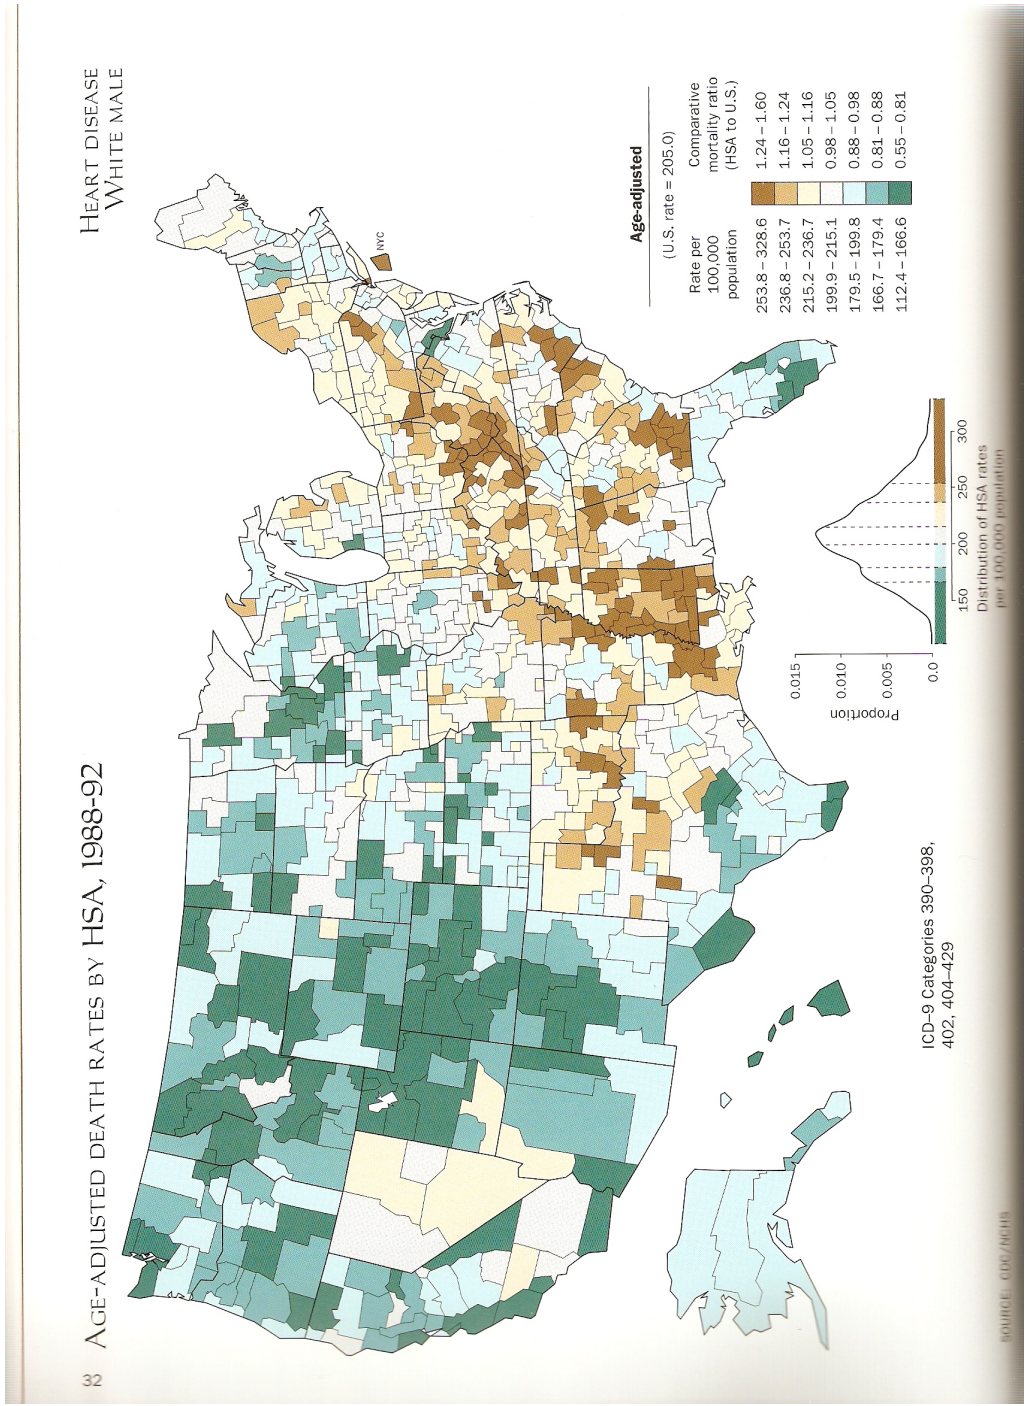 HEART DISEASE
WHITE MALE
AGE-ADJUSTED DEATH RATES BY HSA, 1988-92
32
NYC
Age-adjusted
(U.S. rate = 205.0)
Rate per
100,000
population
Comparative
mortality ratio
(HSA to U.S.)
253.8 – 328.6 1.24 – 1.60
236.8 – 253.7 1.16 – 1.24
215.2 – 236.7 1.05 – 1.16
199.9 – 215.1 0.98 – 1.05
179.5 – 199.8 0.88 – 0.98
166.7 – 179.4 0.81 – 0.88
112.4 – 166.6 0.55 – 0.81
0.015
0.010
0.005
0.0
Proportion
150 200 250 300
Distribution of HSA rates
per 100,000 population
ICD–9 Categories 390–398,
402, 404–429
SOURCE: CDC/NCHS